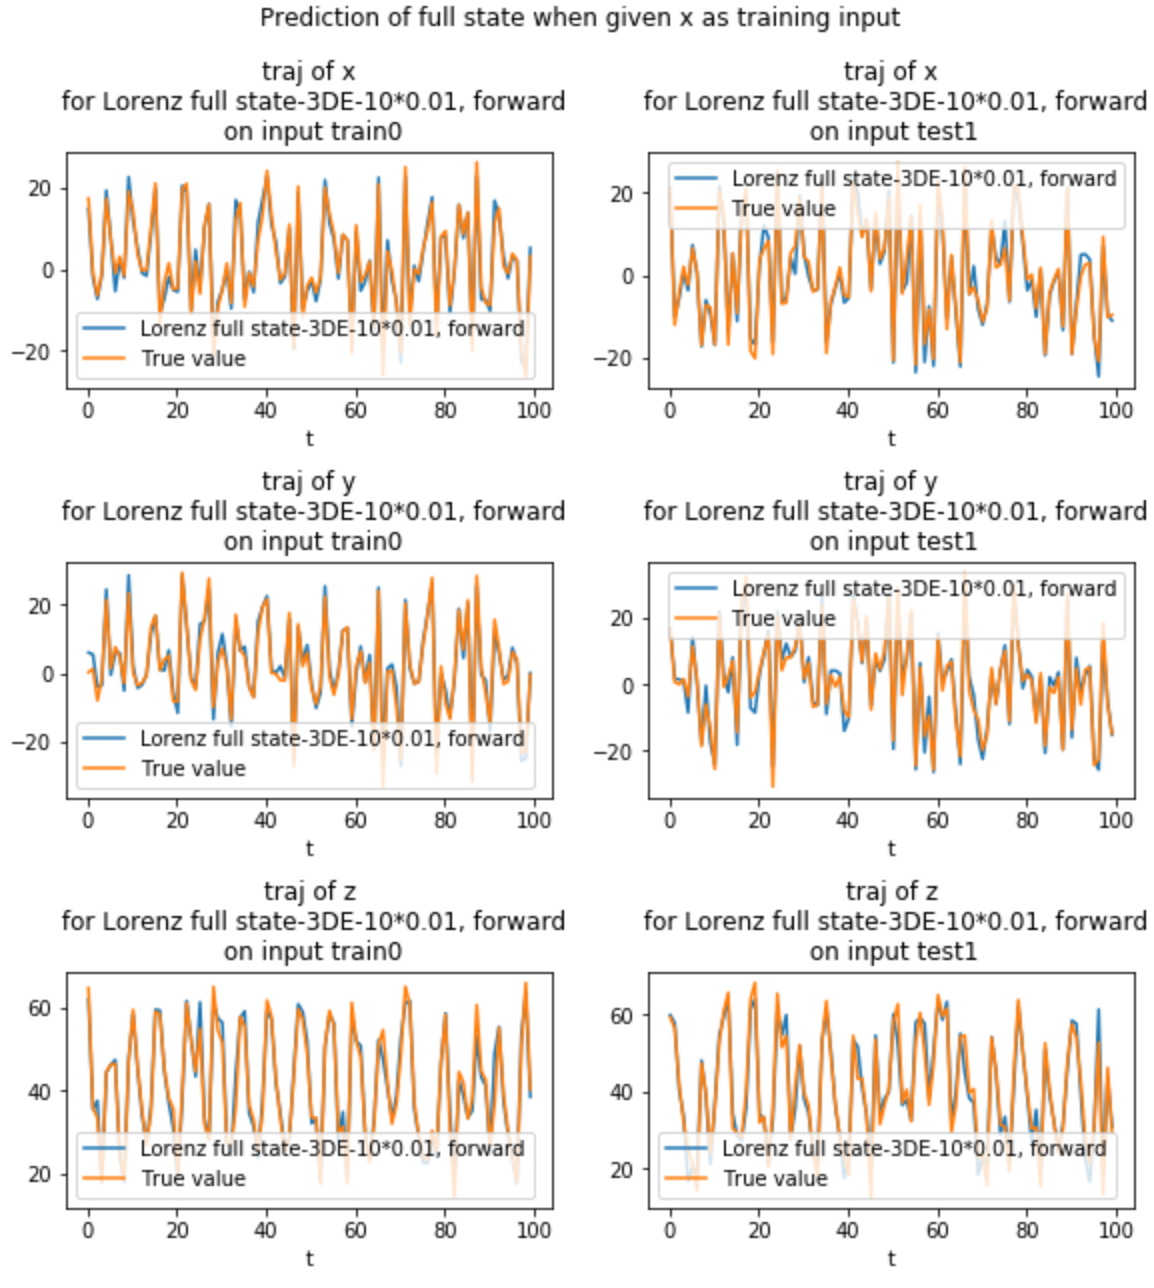 Prediction of full state when given x as training input
traj of x
for Lorenz full state-3DE-10*0.01, forward
on input train0
20
0
−20
Lorenz full state-3DE-10*0.01, forward
True value
0 20 40 60 80 100
t
traj of x
for Lorenz full state-3DE-10*0.01, forward
on input test1
20
0
−20
Lorenz full state-3DE-10*0.01, forward
True value
0 20 40 60 80 100
t
traj of y
for Lorenz full state-3DE-10*0.01, forward
on input train0
20
0
−20
Lorenz full state-3DE-10*0.01, forward
True value
0 20 40 60 80 100
t
traj of y
for Lorenz full state-3DE-10*0.01, forward
on input test1
20
0
−20
Lorenz full state-3DE-10*0.01, forward
True value
0 20 40 60 80 100
t
traj of z
for Lorenz full state-3DE-10*0.01, forward
on input train0
60
40
20
Lorenz full state-3DE-10*0.01, forward
True value
0 20 40 60 80 100
t
traj of z
for Lorenz full state-3DE-10*0.01, forward
on input test1
60
40
20
Lorenz full state-3DE-10*0.01, forward
True value
0 20 40 60 80 100
t